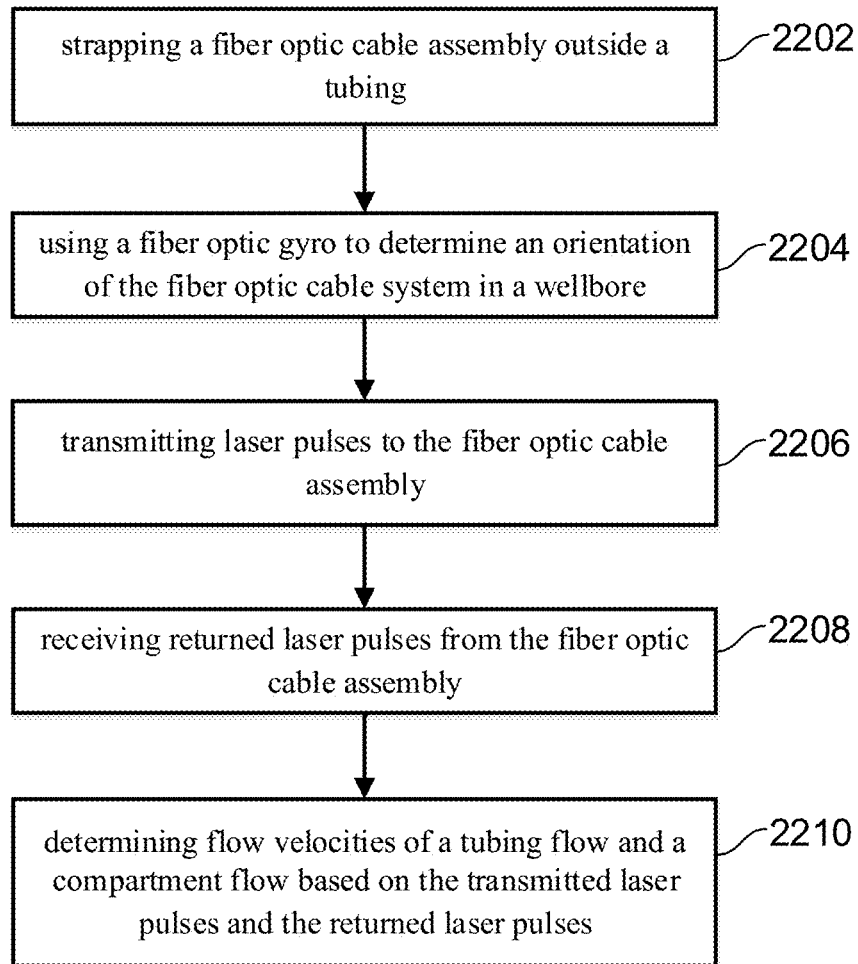 strapping a fiber optic cable assembly outside a
tubing
2202
using a fiber optic gyro to determine an orientation
of the fiber optic cable system in a wellbore
2204
transmitting laser pulses to the fiber optic cable
assembly
2206
receiving returned laser pulses from the fiber optic
cable assembly
2208
determining flow velocities of a tubing flow and a
compartment flow based on the transmitted laser
pulses and the returned laser pulses
2210